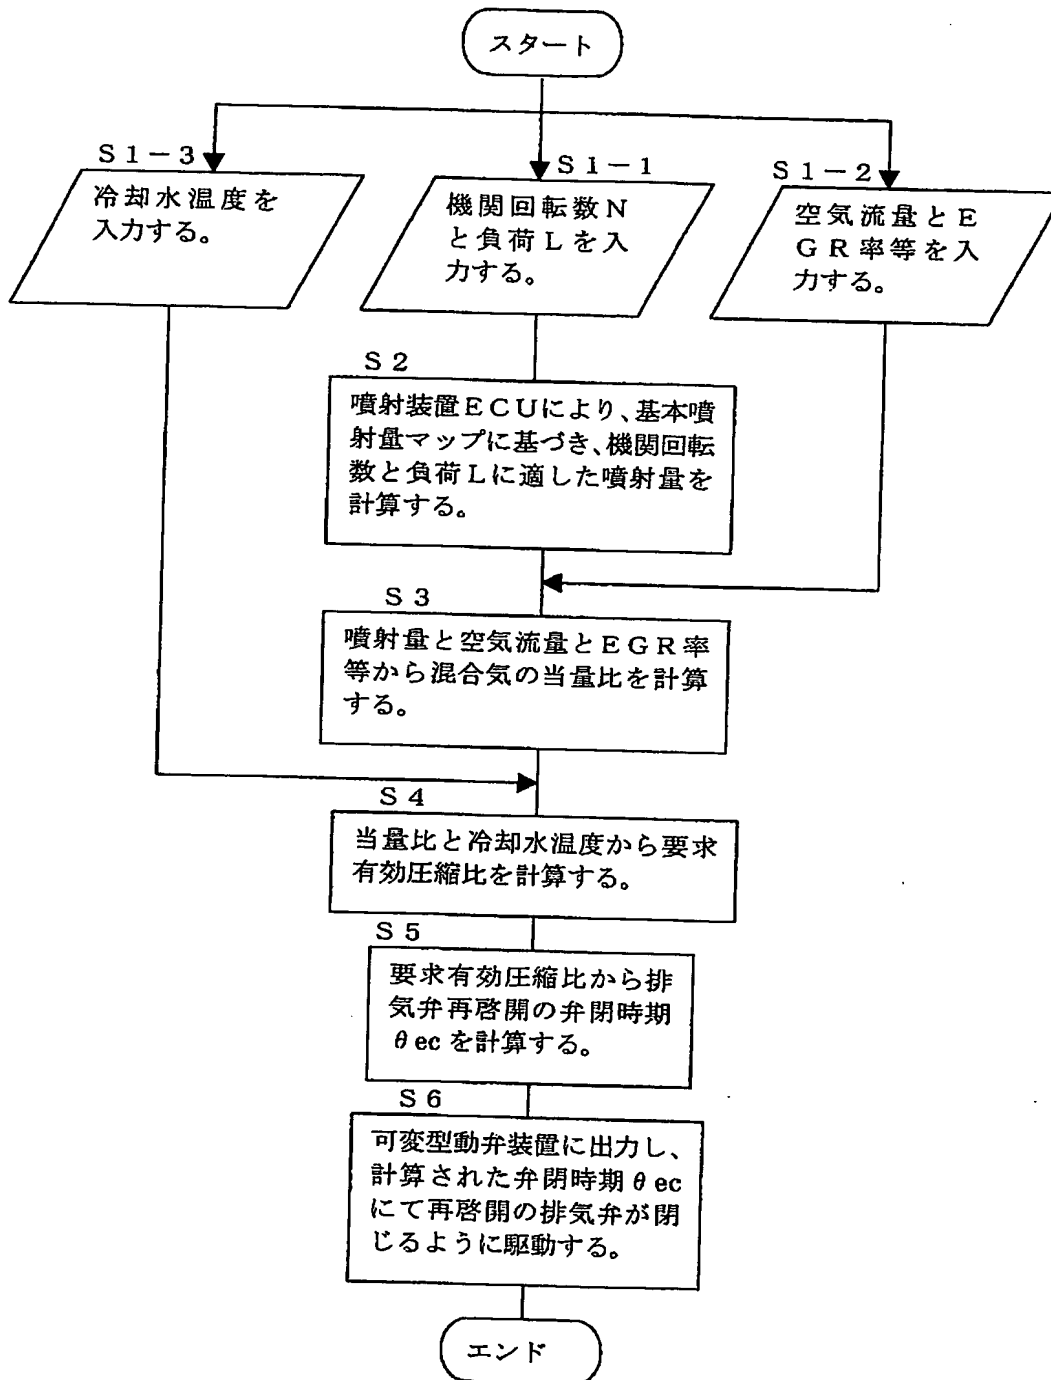 スタート
S1-3
冷却水温度を
入力する。
S1-1
機関回転数N
と負荷Lを入
力する。
S1-2
空気流量とE
GR率等を入
力する。
S2
噴射装置ECUにより、基本噴
射量マップに基づき、機関回転
数と負荷Lに適した噴射量を
計算する。
S3
噴射量と空気流量とEGR率
等から混合気の当量比を計算
する。
S4
当量比と冷却水温度から要求
有効圧縮比を計算する。
S5
要求有効圧縮比から排
気弁再啓開の弁閉時期
θecを計算する。
S6
可変型動弁装置に出力し、
計算された弁閉時期θec
にて再啓開の排気弁が閉
じるように駆動する。
エンド